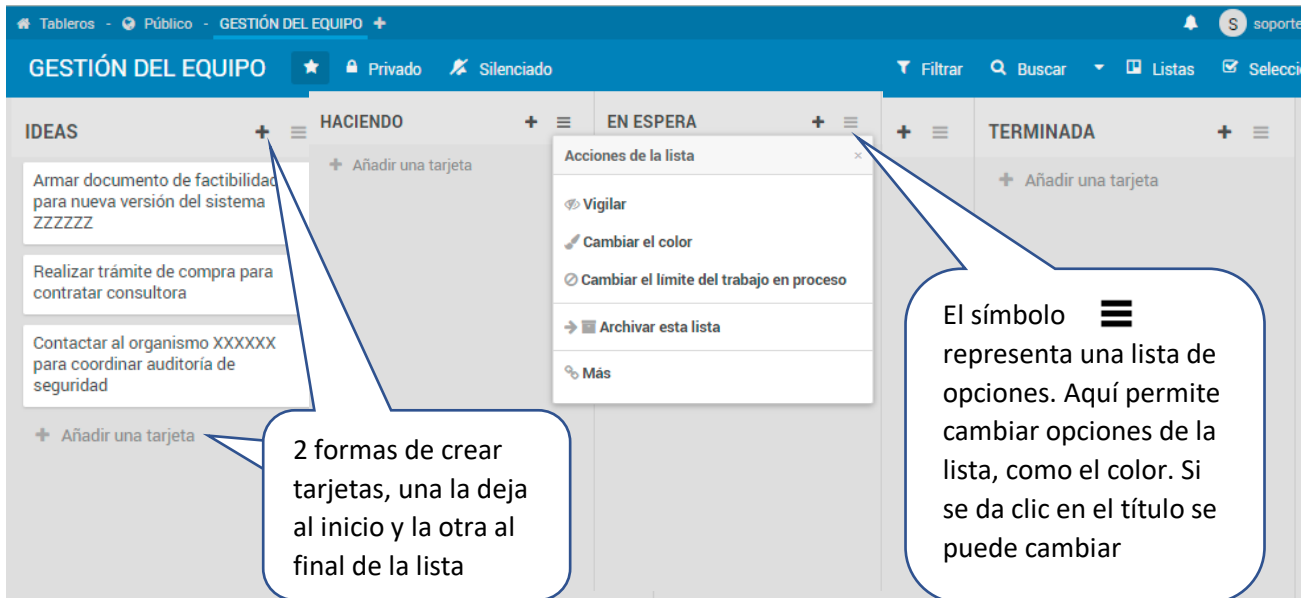 Tableros - Público - GESTIÓN DEL EQUIPO +
S soporte
GESTIÓN DEL EQUIPO
Privado
Silenciado
Filtrar
Buscar
Listas
Selecci
IDEAS
Armar documento de factibilidad
para nueva versión del sistema
ZZZZZZ
Realizar trámite de compra para
contratar consultora
Contactar al organismo XXXXXX
para coordinar auditoría de
seguridad
+ Añadir una tarjeta
HACIENDO
+ Añadir una tarjeta
EN ESPERA
Acciones de la lista ×
Vigilar
Cambiar el color
Cambiar el límite del trabajo en proceso
Archivar esta lista
Más
TERMINADA
+ Añadir una tarjeta
2 formas de crear
tarjetas, una la deja
al inicio y la otra al
final de la lista
El símbolo
representa una lista de
opciones. Aquí permite
cambiar opciones de la
lista, como el color. Si
se da clic en el título se
puede cambiar